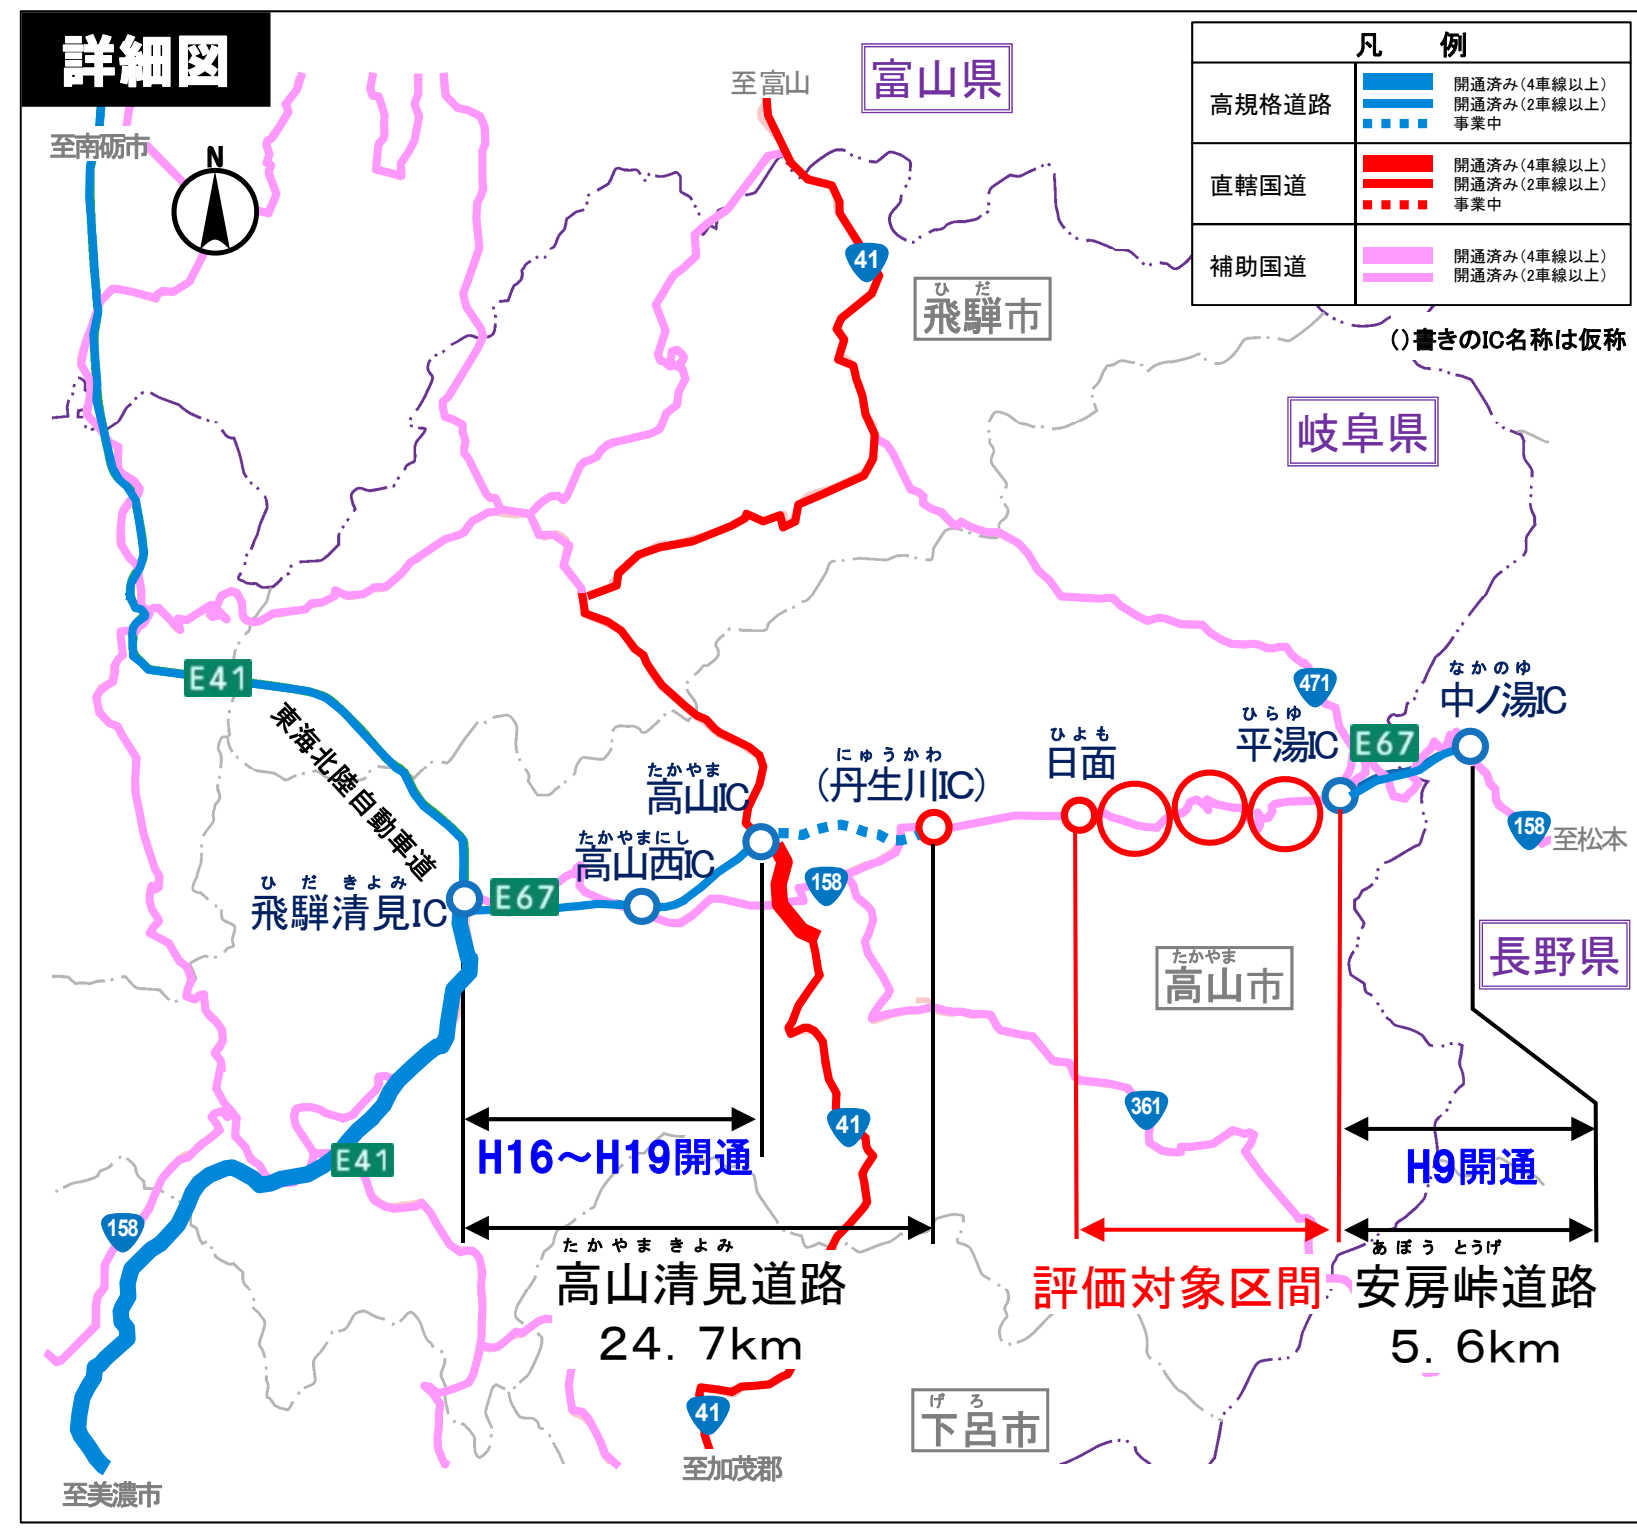 詳細図
至富山
富山県
凡　例
高規格道路
開通済み（4車線以上）
開通済み（2車線以上）
事業中
直轄国道
開通済み（4車線以上）
開通済み（2車線以上）
事業中
補助国道
開通済み（4車線以上）
開通済み（2車線以上）
（）書きのIC名称は仮称
至南砺市
N
41
ひ　だ
飛騨市
岐阜県
E41
東海北陸自動車道
471
なかのゆ
中ノ湯IC
ひらゆ
平湯IC
E67
ひよも
日面
にゅうかわ
（丹生川IC）
たかやま
高山IC
たかやまにし
高山西IC
158
至松本
158
ひ　だ　きよみ
飛騨清見IC
E67
長野県
たかやま
高山市
361
41
H16～H19開通
H9開通
E41
158
たかやま きよみ
高山清見道路
24．7km
評価対象区間
あぼう とうげ
安房峠道路
5．6km
げ　ろ
下呂市
41
至加茂郡
至美濃市